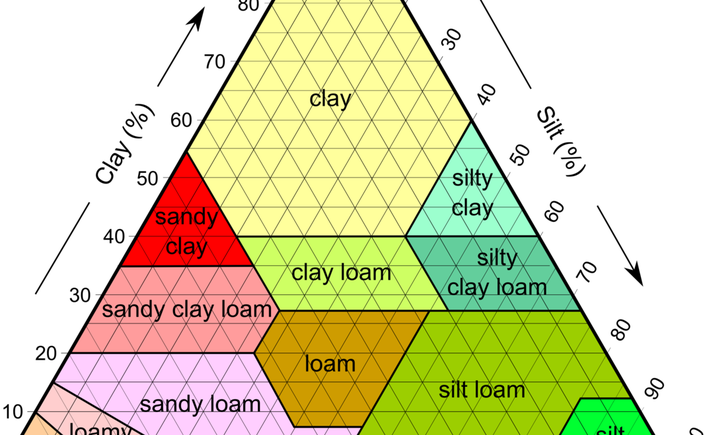 80
70
30
clay
40
60
Clay (%)
Silt (%)
50
50
silty
clay
60
sandy
clay
40
silty
clay loam
clay loam
70
30
sandy clay loam
80
20
loam
silt loam
90
sandy loam
10
loamy
silt